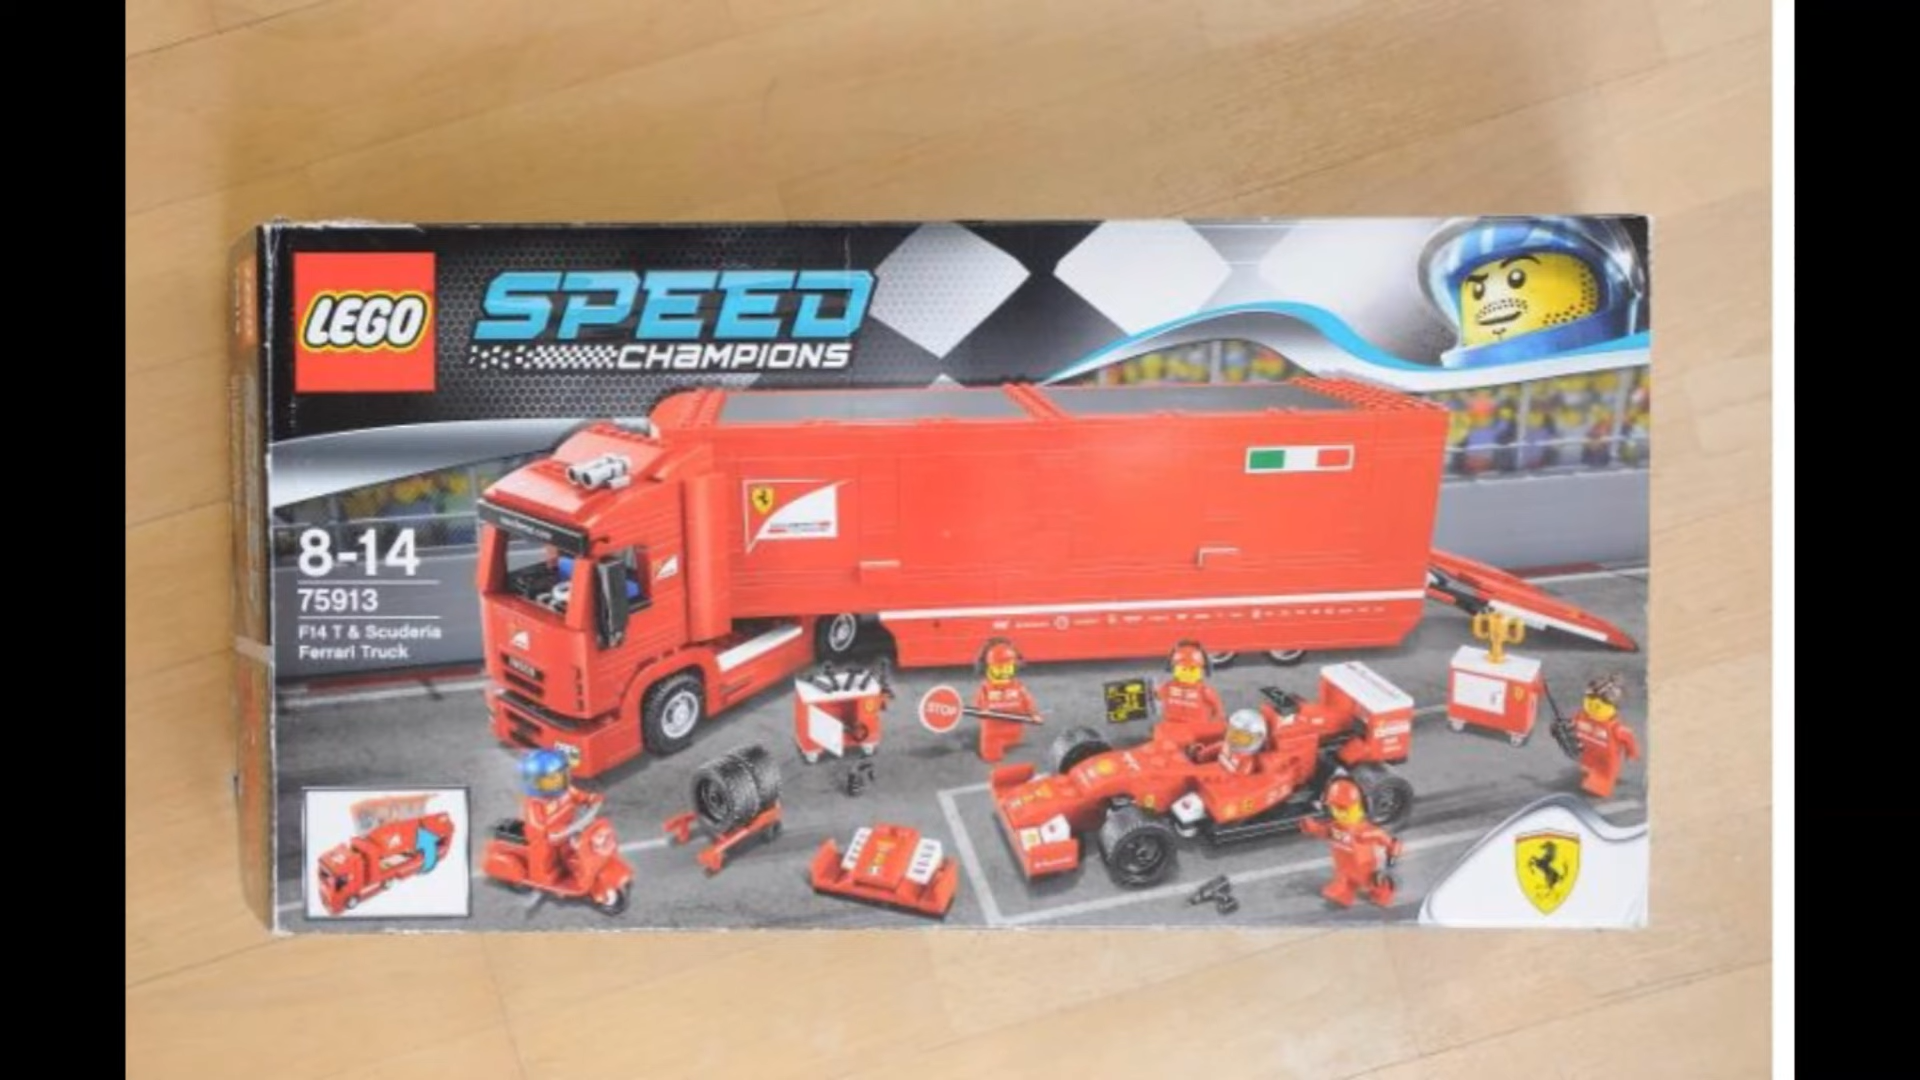 LEGO
SPEED
CHAMPIONS
8-14
75913
F14 T & Scuderia
Ferrari Truck
STOP